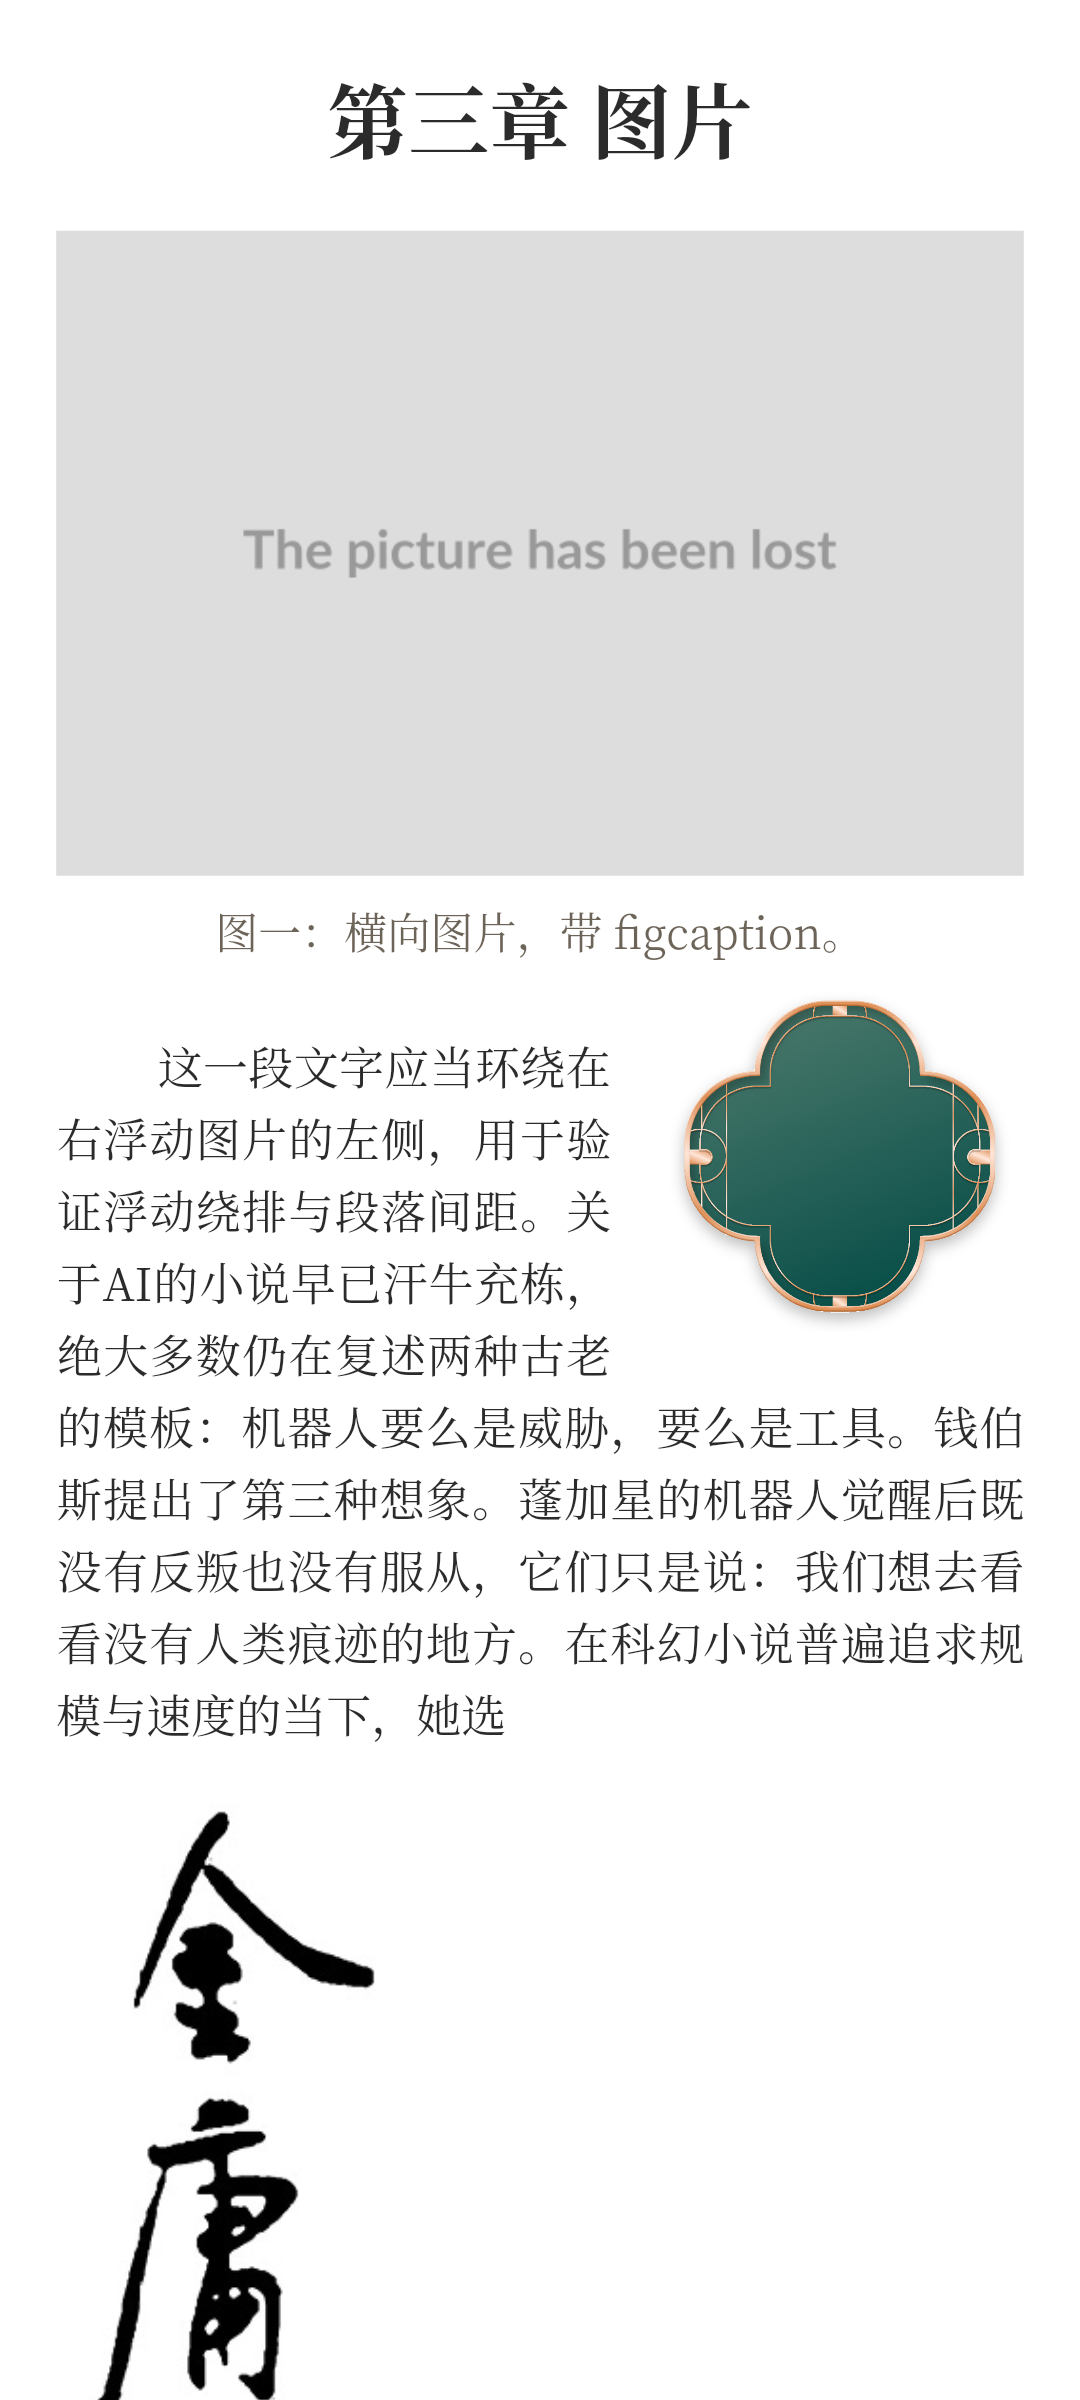 第三章 图片
The picture has been lost
图一：横向图片，带 figcaption。
这一段文字应当环绕在
右浮动图片的左侧，用于验
证浮动绕排与段落间距。关
于AI的小说早已汗牛充栋，
绝大多数仍在复述两种古老
的模板：机器人要么是威胁，要么是工具。钱伯
斯提出了第三种想象。蓬加星的机器人觉醒后既
没有反叛也没有服从，它们只是说：我们想去看
看没有人类痕迹的地方。在科幻小说普遍追求规
模与速度的当下，她选
金
庸